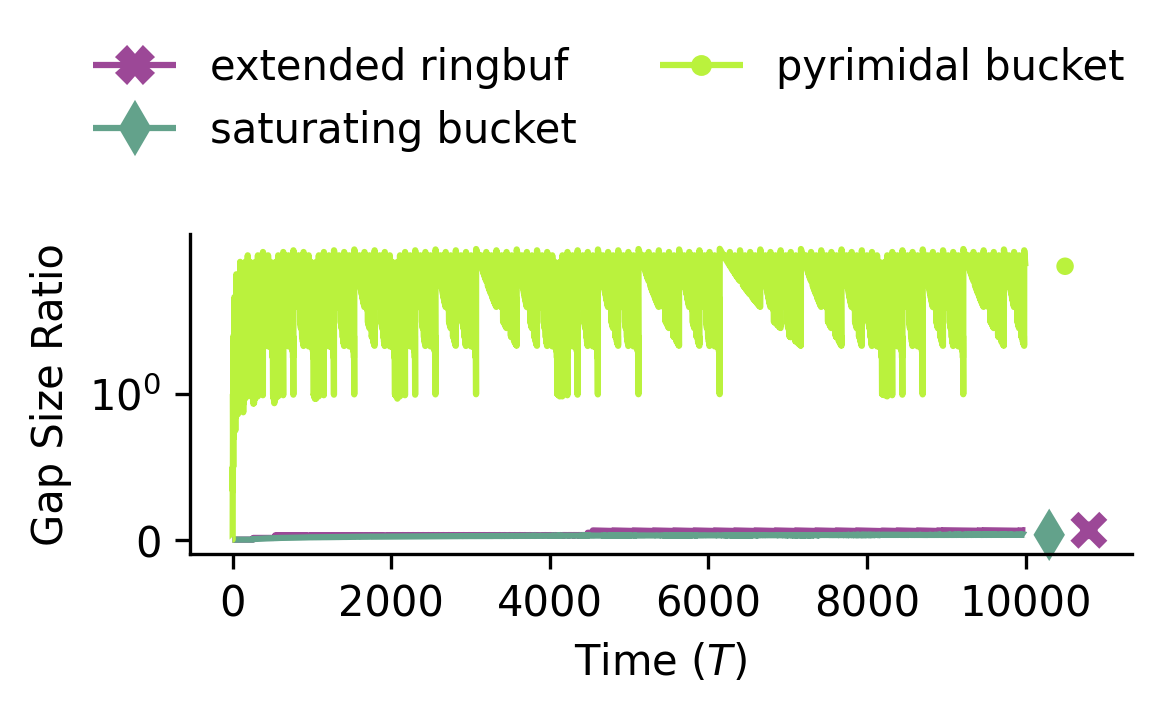 extended ringbuf
pyrimidal bucket
saturating bucket
Gap Size Ratio
10⁰
0
0
2000
4000
6000
8000
10000
Time (T)